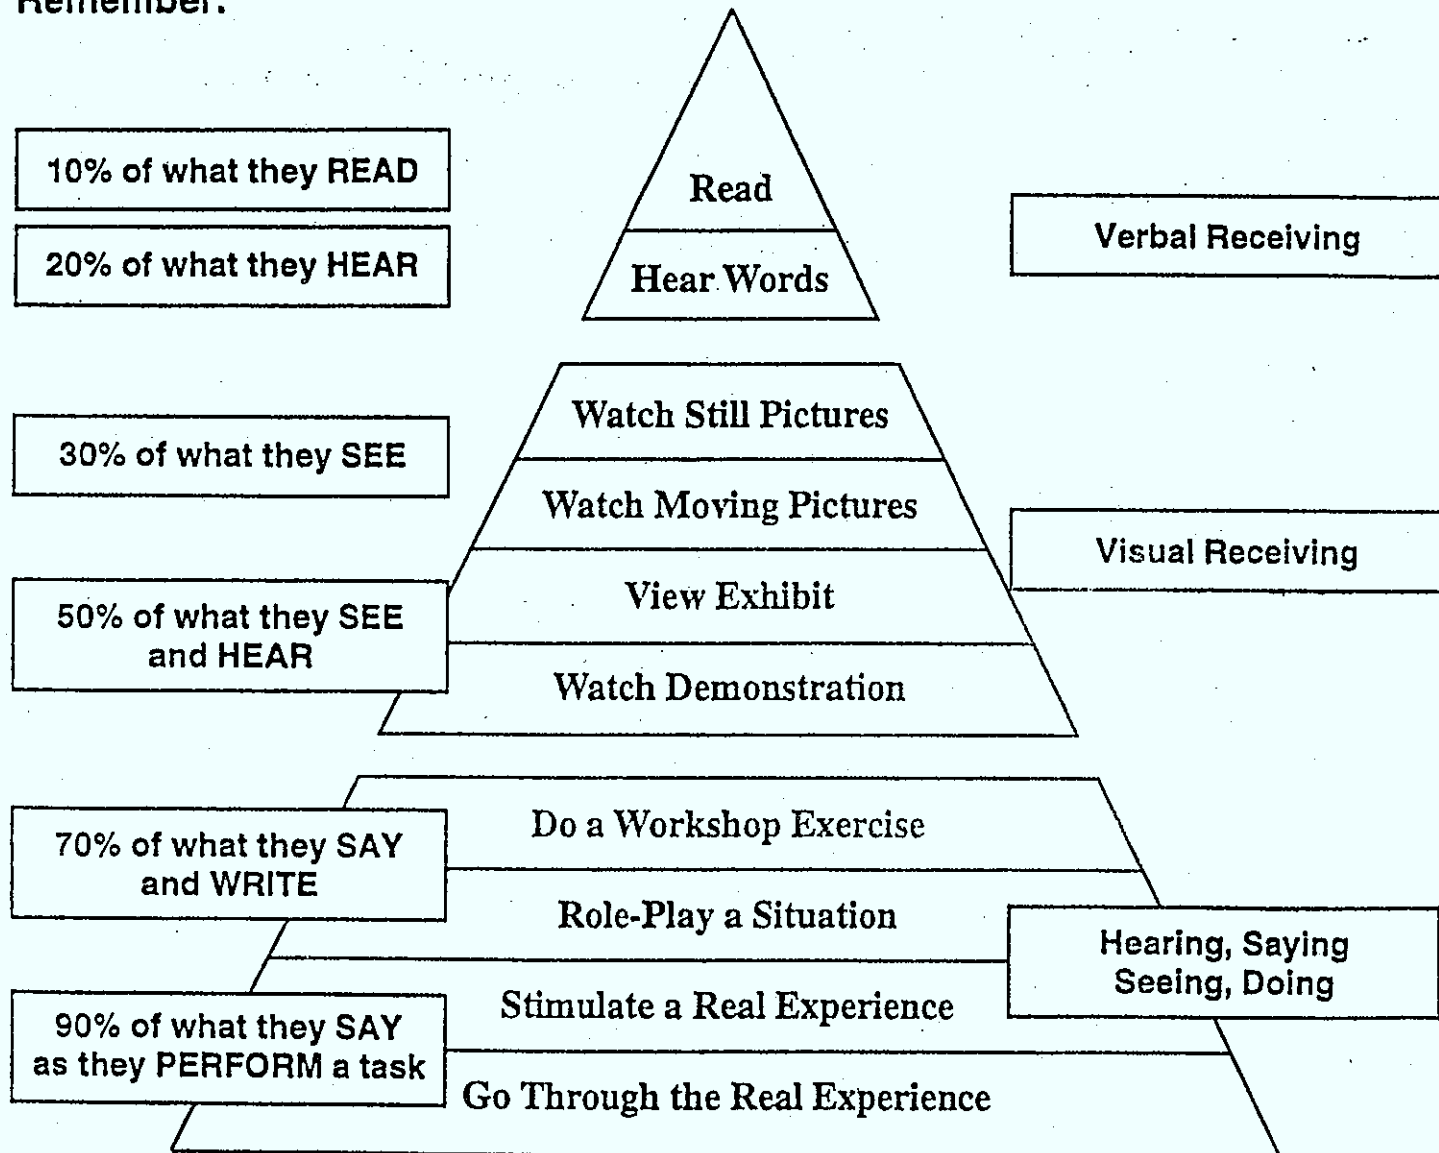 Remember:
10% of what they READ
20% of what they HEAR
Read
Hear Words
Verbal Receiving
30% of what they SEE
50% of what they SEE
and HEAR
Watch Still Pictures
Watch Moving Pictures
View Exhibit
Watch Demonstration
Visual Receiving
70% of what they SAY
and WRITE
90% of what they SAY
as they PERFORM a task
Do a Workshop Exercise
Role-Play a Situation
Stimulate a Real Experience
Go Through the Real Experience
Hearing, Saying
Seeing, Doing